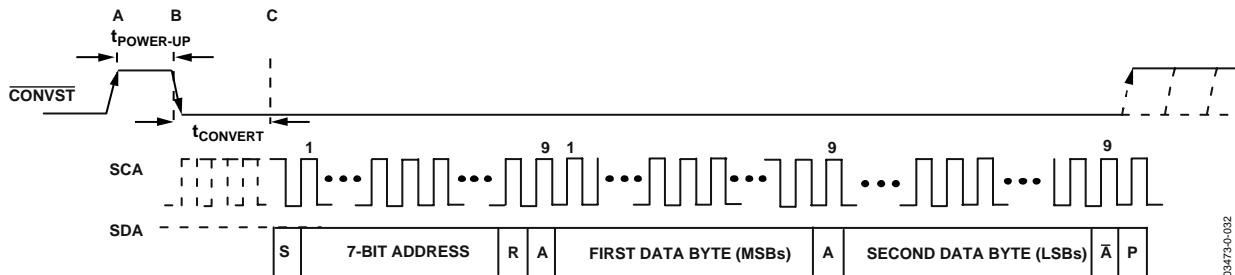 A B C
tPOWER-UP
CONVST
tCONVERT
1 9 1 9 9
SCA
SDA
S 7-BIT ADDRESS R A FIRST DATA BYTE (MSBs) A SECOND DATA BYTE (LSBs) A̅ P
03473-0-032